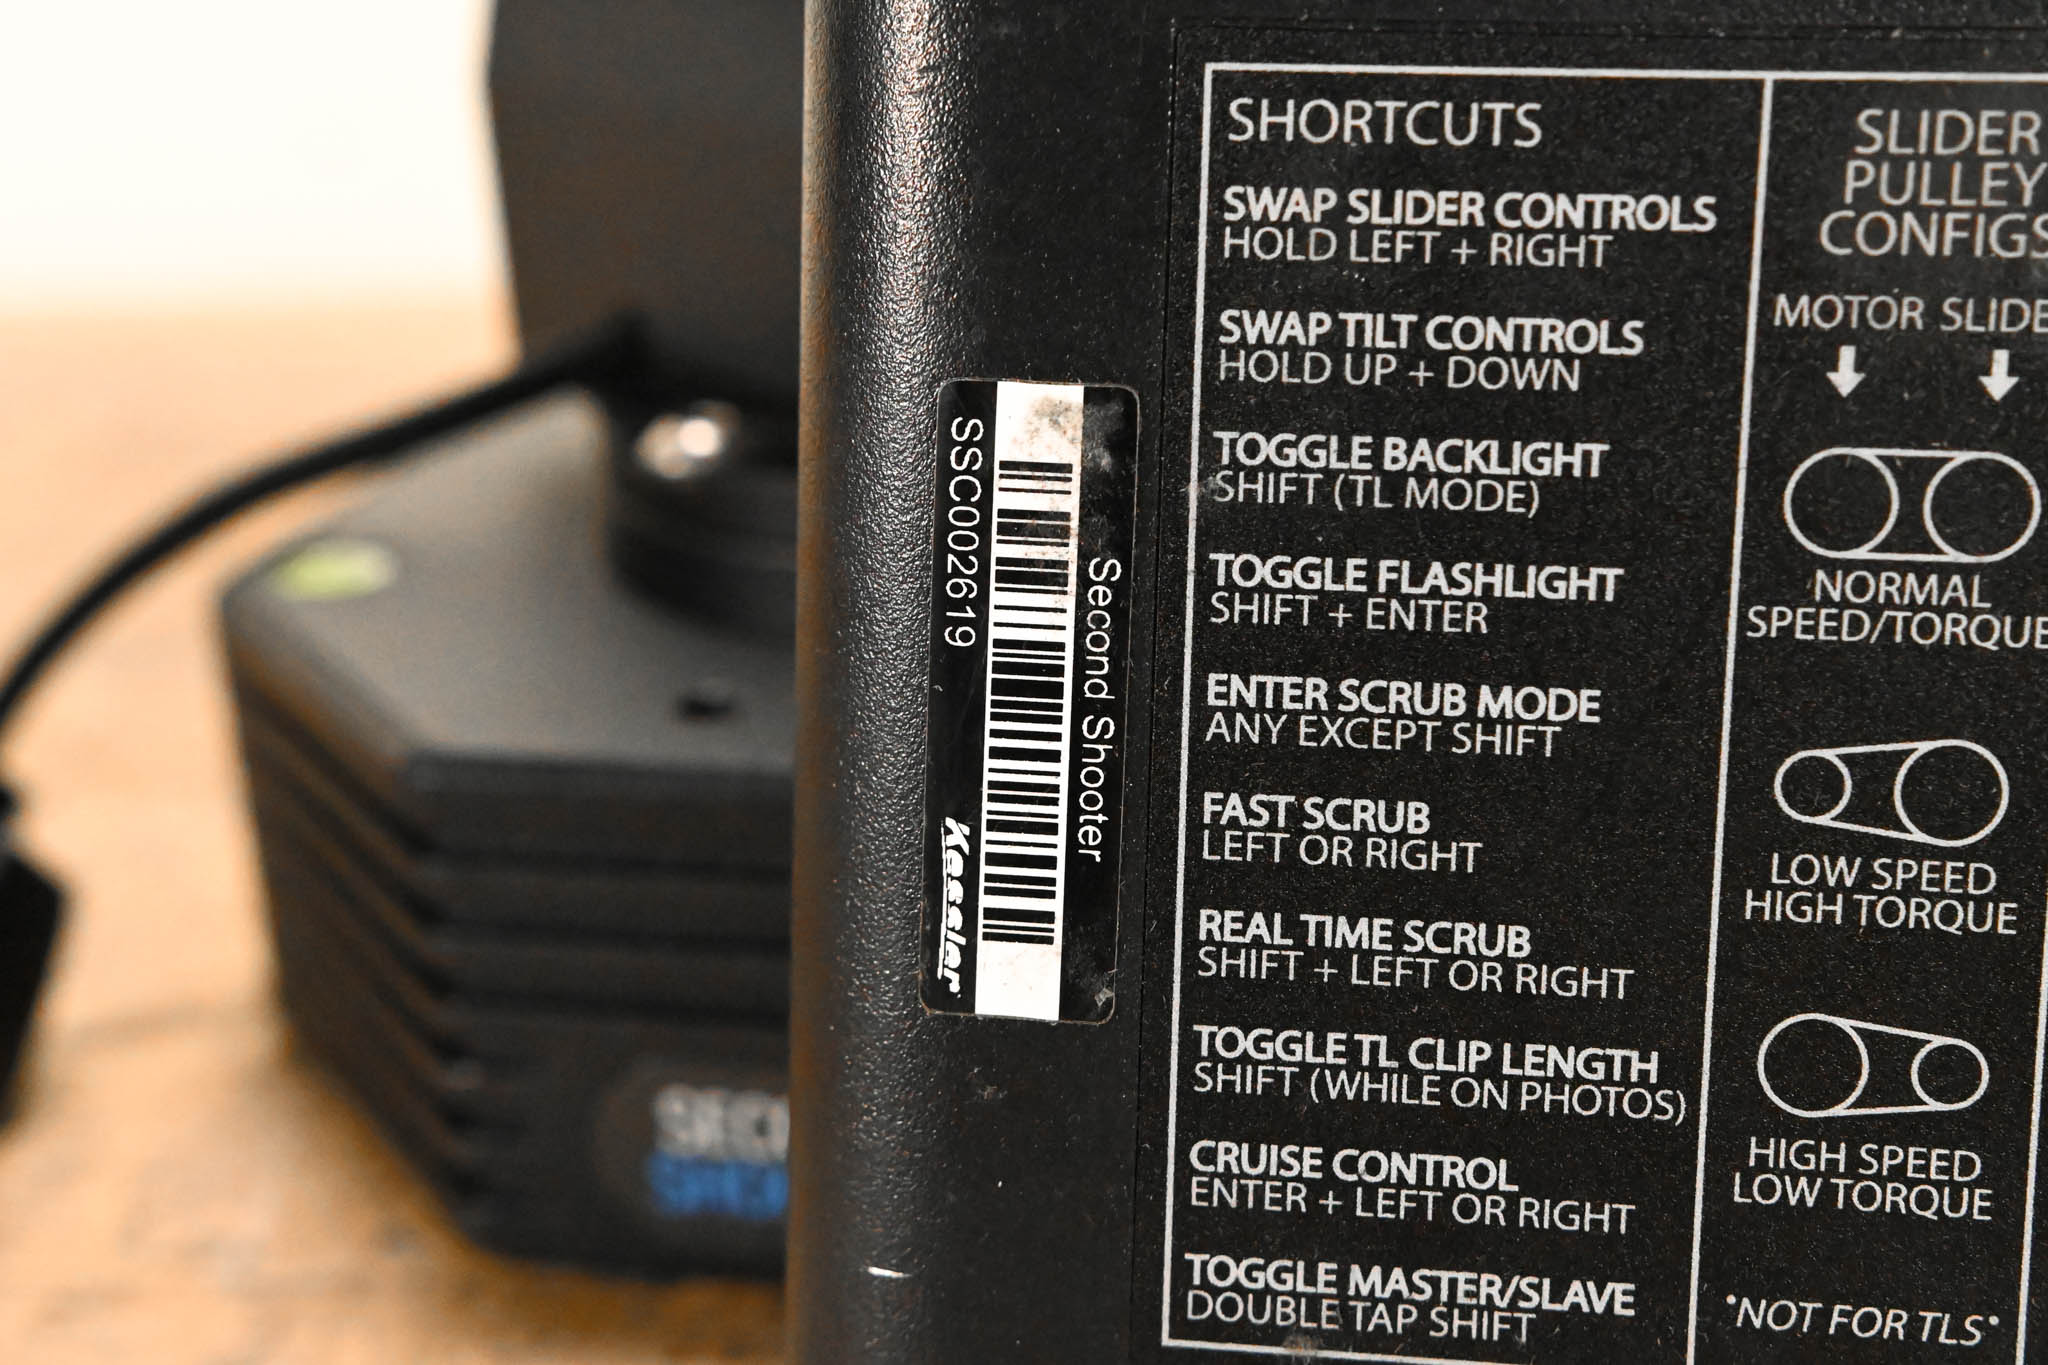 SSC002619
Second Shooter
Kessler
SHORTCUTS
SWAP SLIDER CONTROLS
HOLD LEFT + RIGHT
SWAP TILT CONTROLS
HOLD UP + DOWN
TOGGLE BACKLIGHT
SHIFT (TL MODE)
TOGGLE FLASHLIGHT
SHIFT + ENTER
ENTER SCRUB MODE
ANY EXCEPT SHIFT
FAST SCRUB
LEFT OR RIGHT
REAL TIME SCRUB
SHIFT + LEFT OR RIGHT
TOGGLE TL CLIP LENGTH
SHIFT (WHILE ON PHOTOS)
CRUISE CONTROL
ENTER + LEFT OR RIGHT
TOGGLE MASTER/SLAVE
DOUBLE TAP SHIFT
SLIDER
PULLEY
CONFIGS
MOTOR SLIDE
NORMAL
SPEED/TORQUE
LOW SPEED
HIGH TORQUE
HIGH SPEED
LOW TORQUE
*NOT FOR TLS*